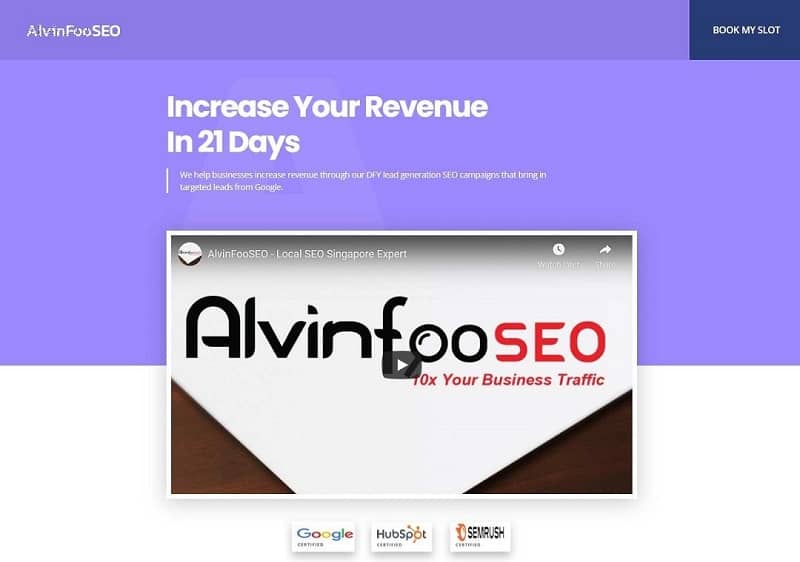 AlvinFooSEO
BOOK MY SLOT
Increase Your Revenue
In 21 Days
We help businesses increase revenue through our DFY lead generation SEO campaigns that bring in
targeted leads from Google.
AlvinFooSEO - Local SEO Singapore Expert
Watch later
Share
AlvinfooSEO
10x Your Business Traffic
Google
CERTIFIED
HubSpot
CERTIFIED
SEMRUSH
CERTIFIED